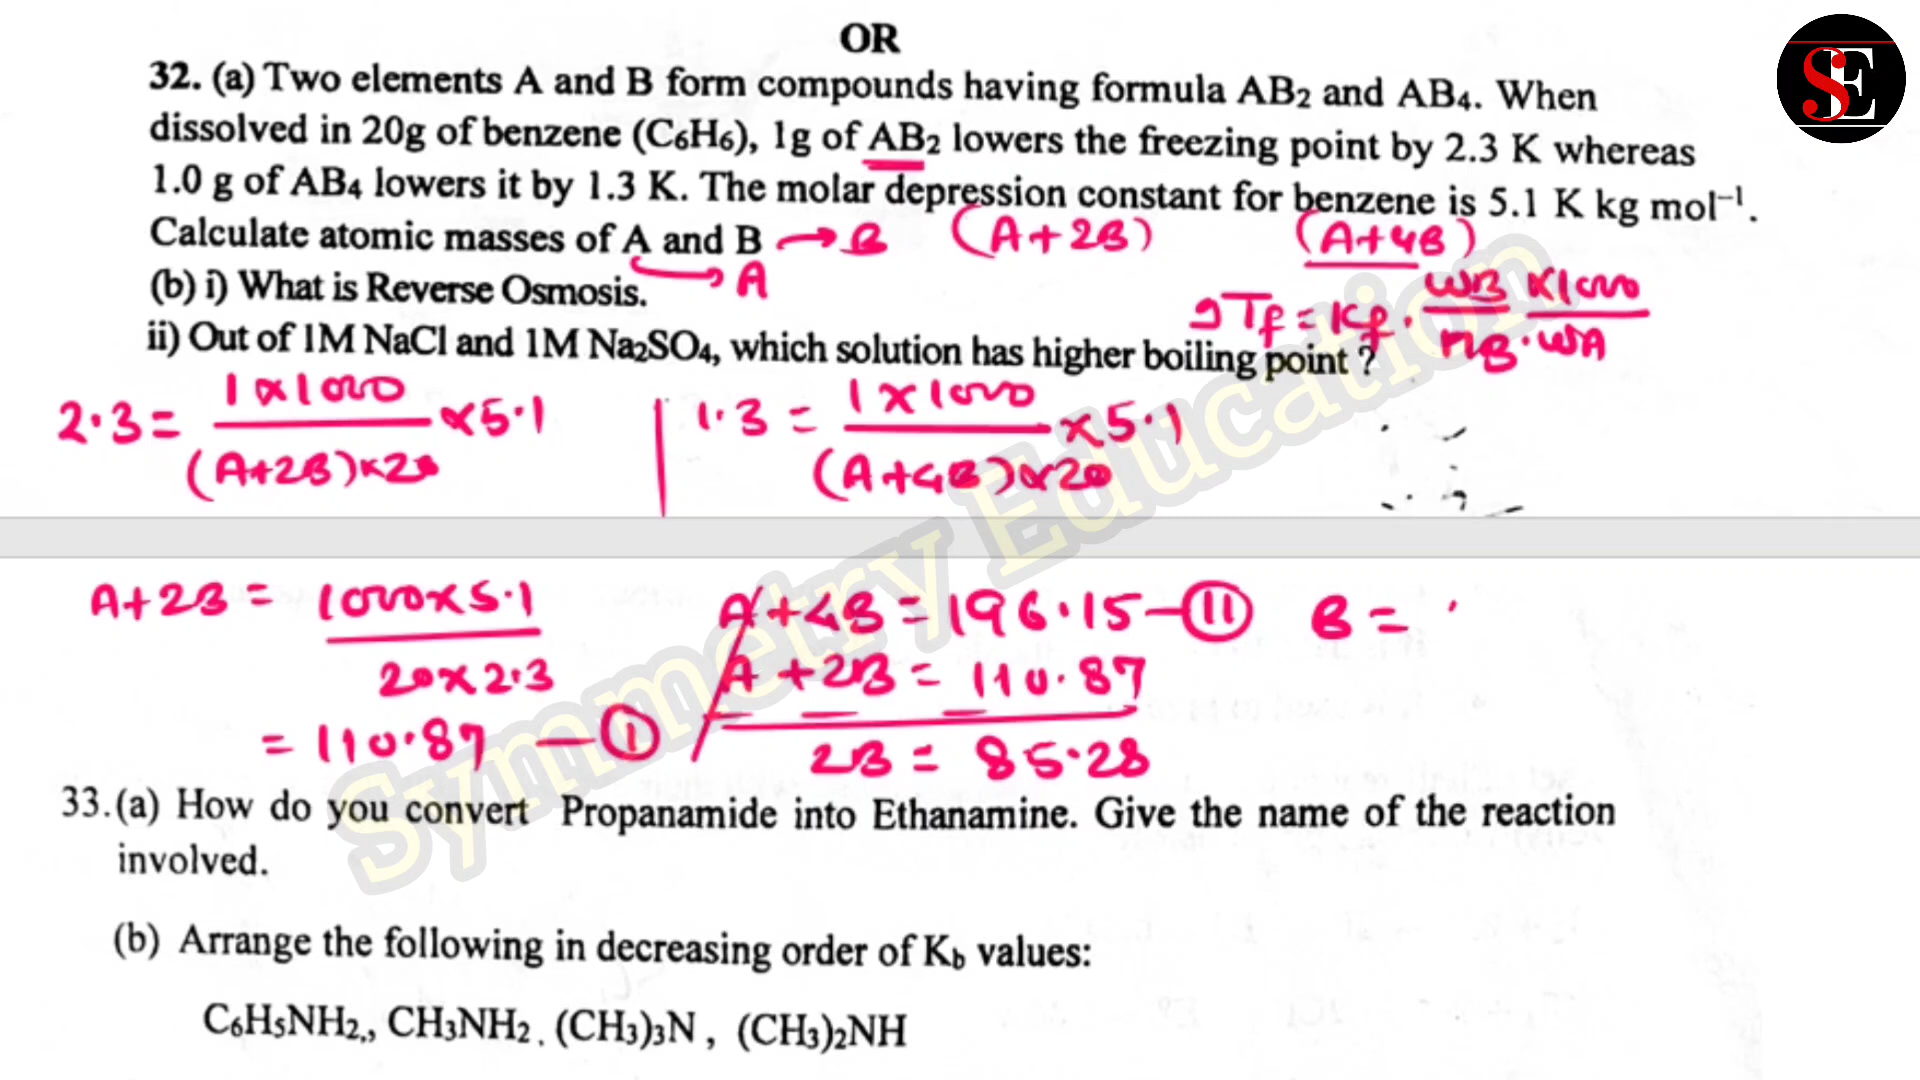 OR
SE
32. (a) Two elements A and B form compounds having formula AB₂ and AB₄. When
dissolved in 20g of benzene (C₆H₆), 1g of AB₂ lowers the freezing point by 2.3 K whereas
1.0 g of AB₄ lowers it by 1.3 K. The molar depression constant for benzene is 5.1 K kg mol⁻¹.
Calculate atomic masses of A and B → B (A+2B) (A+4B)
(b) i) What is Reverse Osmosis. → A
Tf = Kf . WB × 1000 / MB . WA
ii) Out of 1M NaCl and 1M Na₂SO₄, which solution has higher boiling point ?
2.3 = 1 × 1000 / (A+2B) × 20 × 5.1
1.3 = 1 × 1000 / (A+4B) × 20 × 5.1
A+2B = 1000 × 5.1 / 20 × 2.3
= 110.87 — I
A + 4B = 196.15 — II
A + 2B = 110.87
– – –
2B = 85.28
B =
Symmetry Education
33. (a) How do you convert Propanamide into Ethanamine. Give the name of the reaction
involved.
(b) Arrange the following in decreasing order of Kb values:
C₆H₅NH₂,, CH₃NH₂ , (CH₃)₃N , (CH₃)₂NH